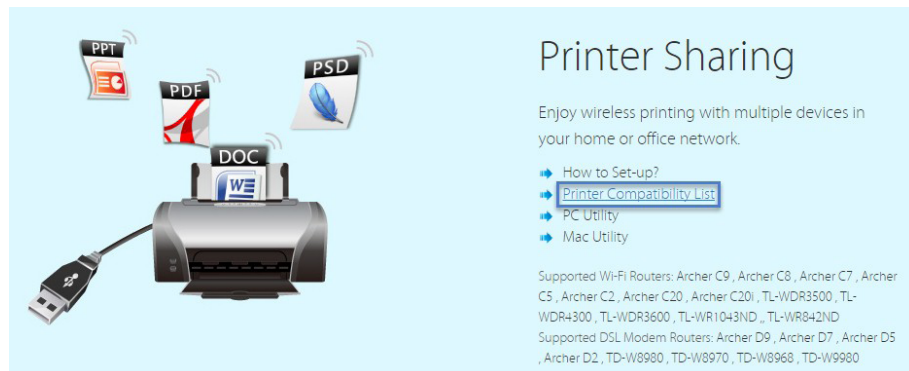 PPT
PDF
PSD
DOC
W
Printer Sharing
Enjoy wireless printing with multiple devices in
your home or office network.
How to Set-up?
Printer Compatibility List
PC Utility
Mac Utility
Supported Wi-Fi Routers: Archer C9 , Archer C8 , Archer C7 , Archer
C5 , Archer C2 , Archer C20 , Archer C20i , TL-WDR3500 , TL-
WDR4300 , TL-WDR3600 , TL-WR1043ND ,, TL-WR842ND
Supported DSL Modem Routers: Archer D9 , Archer D7 , Archer D5
, Archer D2 , TD-W8980 , TD-W8970 , TD-W8968 , TD-W9980